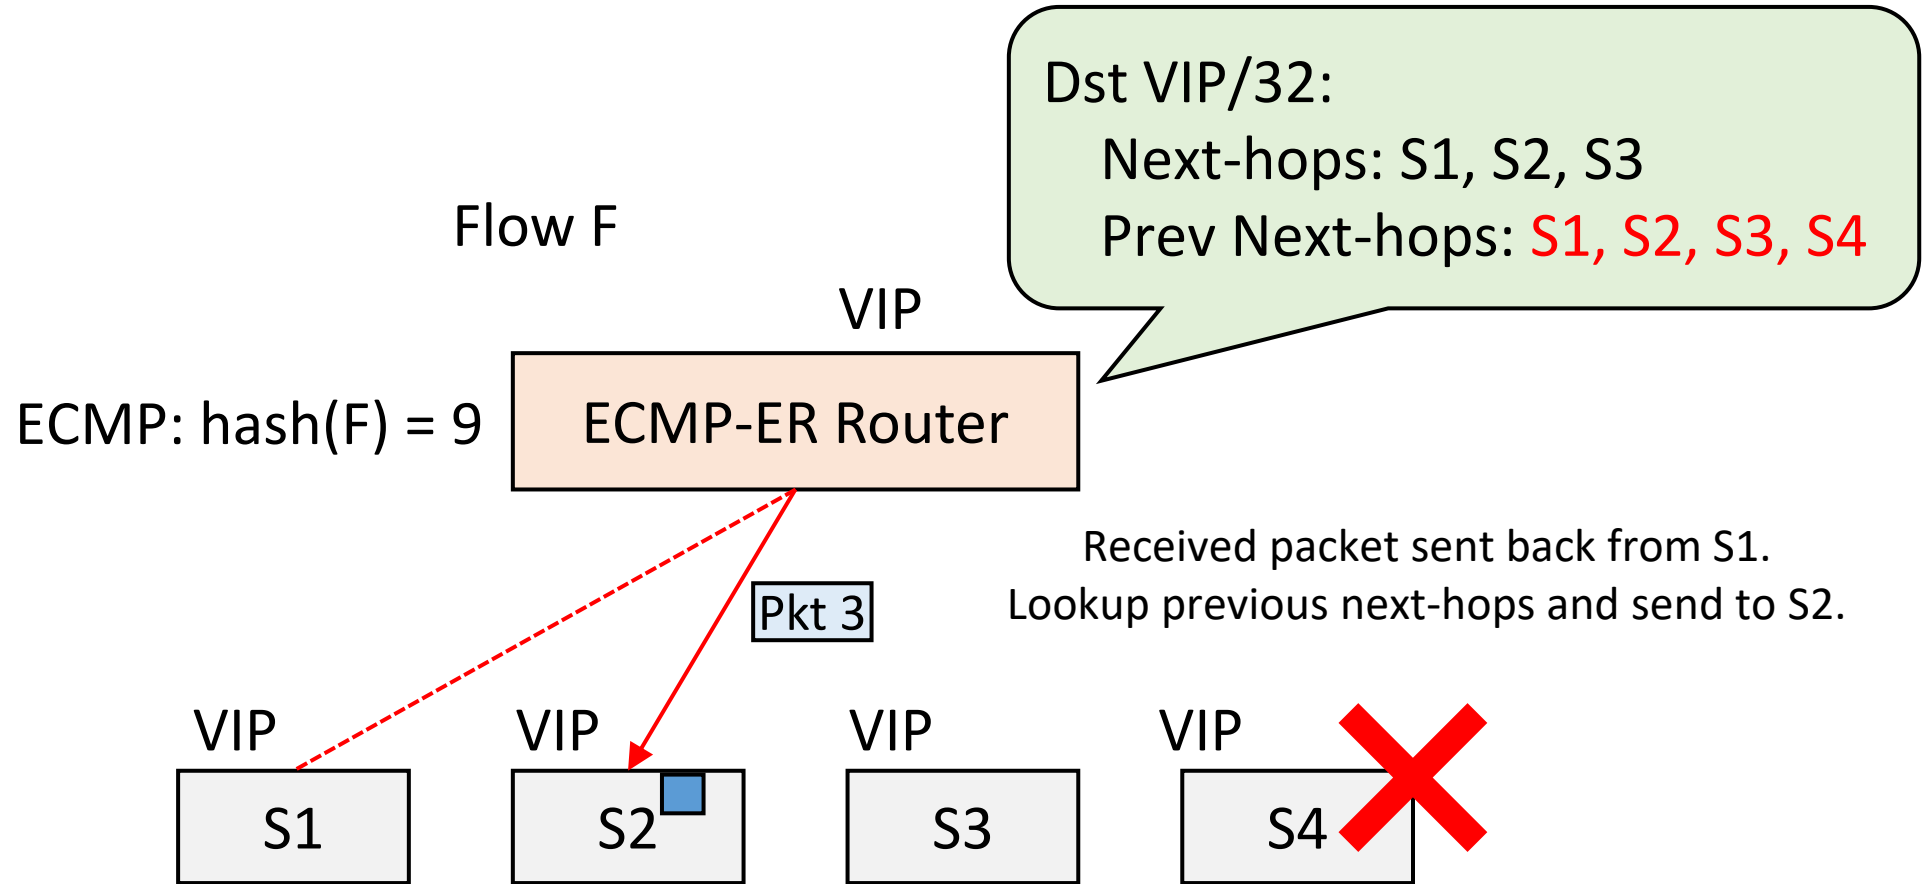 Dst VIP/32:
Next-hops: S1, S2, S3
Prev Next-hops: S1, S2, S3, S4
Flow F
VIP
ECMP: hash(F) = 9
ECMP-ER Router
Received packet sent back from S1.
Lookup previous next-hops and send to S2.
Pkt 3
VIP
VIP
VIP
VIP
S1
S2
S3
S4